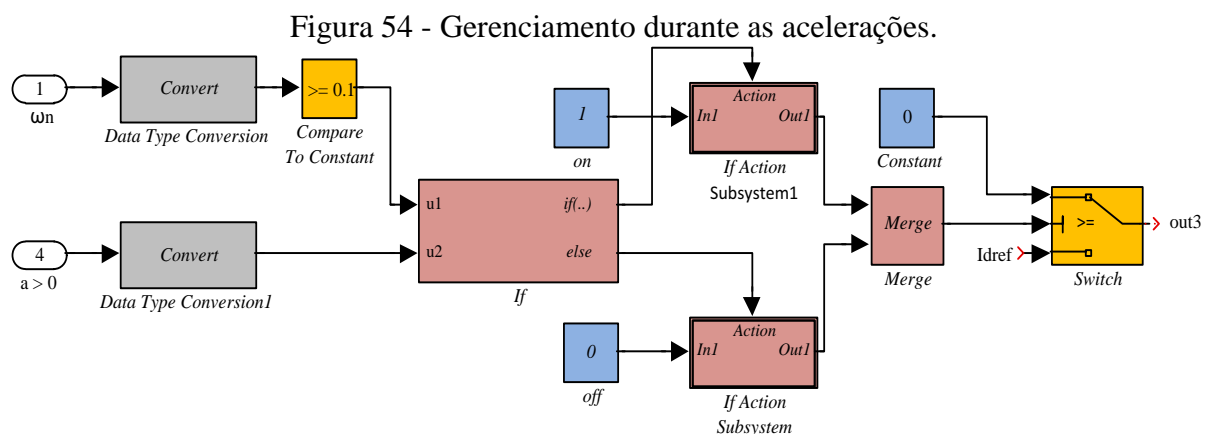 Figura 54 - Gerenciamento durante as acelerações.
1
ωn
Convert
Data Type Conversion
>= 0.1
Compare
To Constant
1
on
Action
In1
Out1
If Action
Subsystem1
0
Constant
u1
if(..)
u2
else
If
Merge
Merge
>=
Idref
out3
Switch
4
a > 0
Convert
Data Type Conversion1
0
off
Action
In1
Out1
If Action
Subsystem